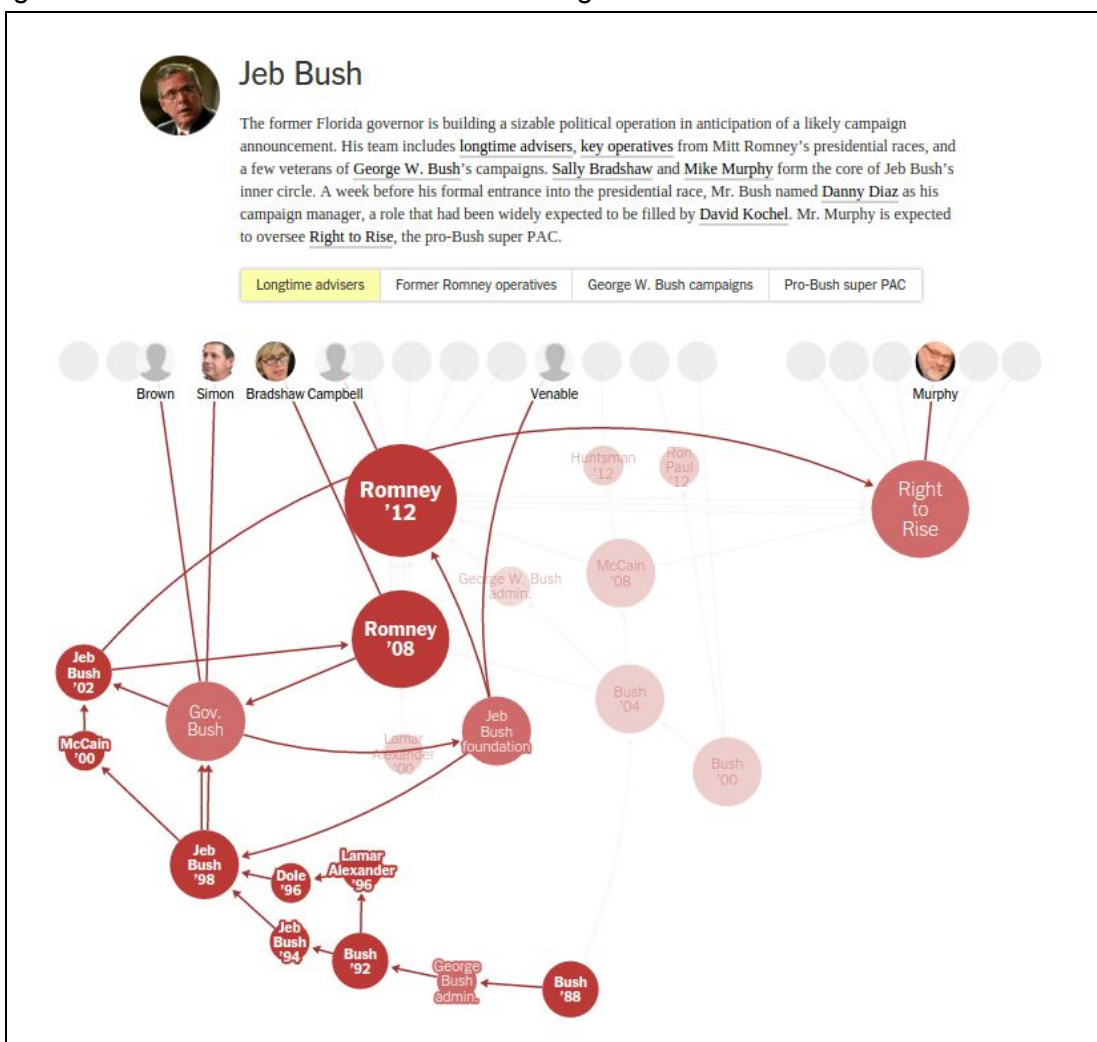 Jeb Bush
The former Florida governor is building a sizable political operation in anticipation of a likely campaign
announcement. His team includes longtime advisers, key operatives from Mitt Romney’s presidential races, and
a few veterans of George W. Bush’s campaigns. Sally Bradshaw and Mike Murphy form the core of Jeb Bush’s
inner circle. A week before his formal entrance into the presidential race, Mr. Bush named Danny Diaz as his
campaign manager, a role that had been widely expected to be filled by David Kochel. Mr. Murphy is expected
to oversee Right to Rise, the pro-Bush super PAC.
Longtime advisers Former Romney operatives George W. Bush campaigns Pro-Bush super PAC
Brown Simon Bradshaw Campbell Venable Murphy
Huntsman
’12
Ron
Paul
’12
Romney
’12
Right
to
Rise
McCain
’08
George W. Bush
admin.
Romney
’08
Jeb
Bush
’02
Bush
’04
Gov.
Bush
Jeb
Bush
foundation
McCain
’00
Lamar
Alexander
’00
Bush
’00
Jeb
Bush
’98
Lamar
Alexander
’96
Dole
’96
Jeb
Bush
’94
Bush
’92
George
Bush
admin.
Bush
’88